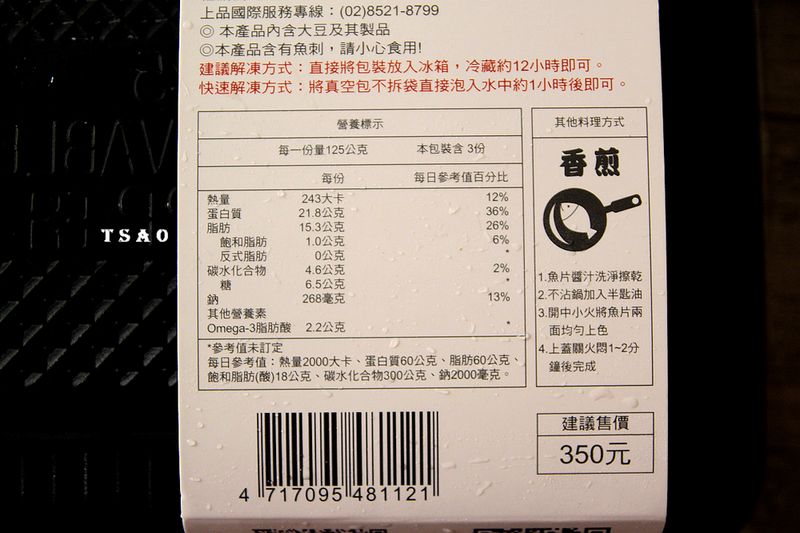 上品國際服務專線：(02)8521-8799
◎ 本產品內含大豆及其製品
◎本產品含有魚刺，請小心食用!
建議解凍方式：直接將包裝放入冰箱，冷藏約12小時即可。
快速解凍方式：將真空包不拆袋直接泡入水中約1小時後即可。
營養標示
每一份量125公克 本包裝含 3份
每份 每日參考值百分比
熱量 243大卡 12%
蛋白質 21.8公克 36%
脂肪 15.3公克 26%
飽和脂肪 1.0公克 6%
反式脂肪 0公克 *
碳水化合物 4.6公克 2%
糖 6.5公克 *
鈉 268毫克 13%
其他營養素
Omega-3脂肪酸 2.2公克 *
*參考值未訂定
每日參考值：熱量2000大卡、蛋白質60公克、脂肪60公克、
飽和脂肪(酸)18公克、碳水化合物300公克、鈉2000毫克。
其他料理方式
香煎
1.魚片醬汁洗淨擦乾
2.不沾鍋加入半匙油
3.開中小火將魚片兩
面均勻上色
4.上蓋關火悶1~2分
鐘後完成
建議售價
350元
4 717095 481121
TSAO